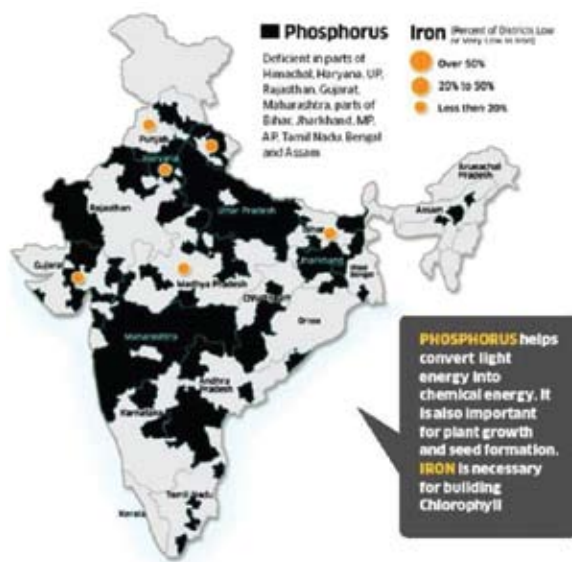 Phosphorus
Deficient in parts of
Himachal, Haryana, UP,
Rajasthan, Gujarat,
Maharashtra, parts of
Bihar, Jharkhand, MP,
AP, Tamil Nadu, Bengal
and Assam
Iron (Percent of Districts Low
or Very Low in Iron)
Over 50%
20% to 50%
Less then 20%
Punjab
Haryana
Rajasthan
Uttar Pradesh
Arunachal
Pradesh
Assam
Bihar
Jharkhand
West
Bengal
Gujarat
Madhya Pradesh
Orissa
Maharashtra
Andhra
Pradesh
Karnataka
Tamil Nadu
Kerala
PHOSPHORUS helps
convert light
energy into
chemical energy. It
is also important
for plant growth
and seed formation.
IRON is necessary
for building
Chlorophyll